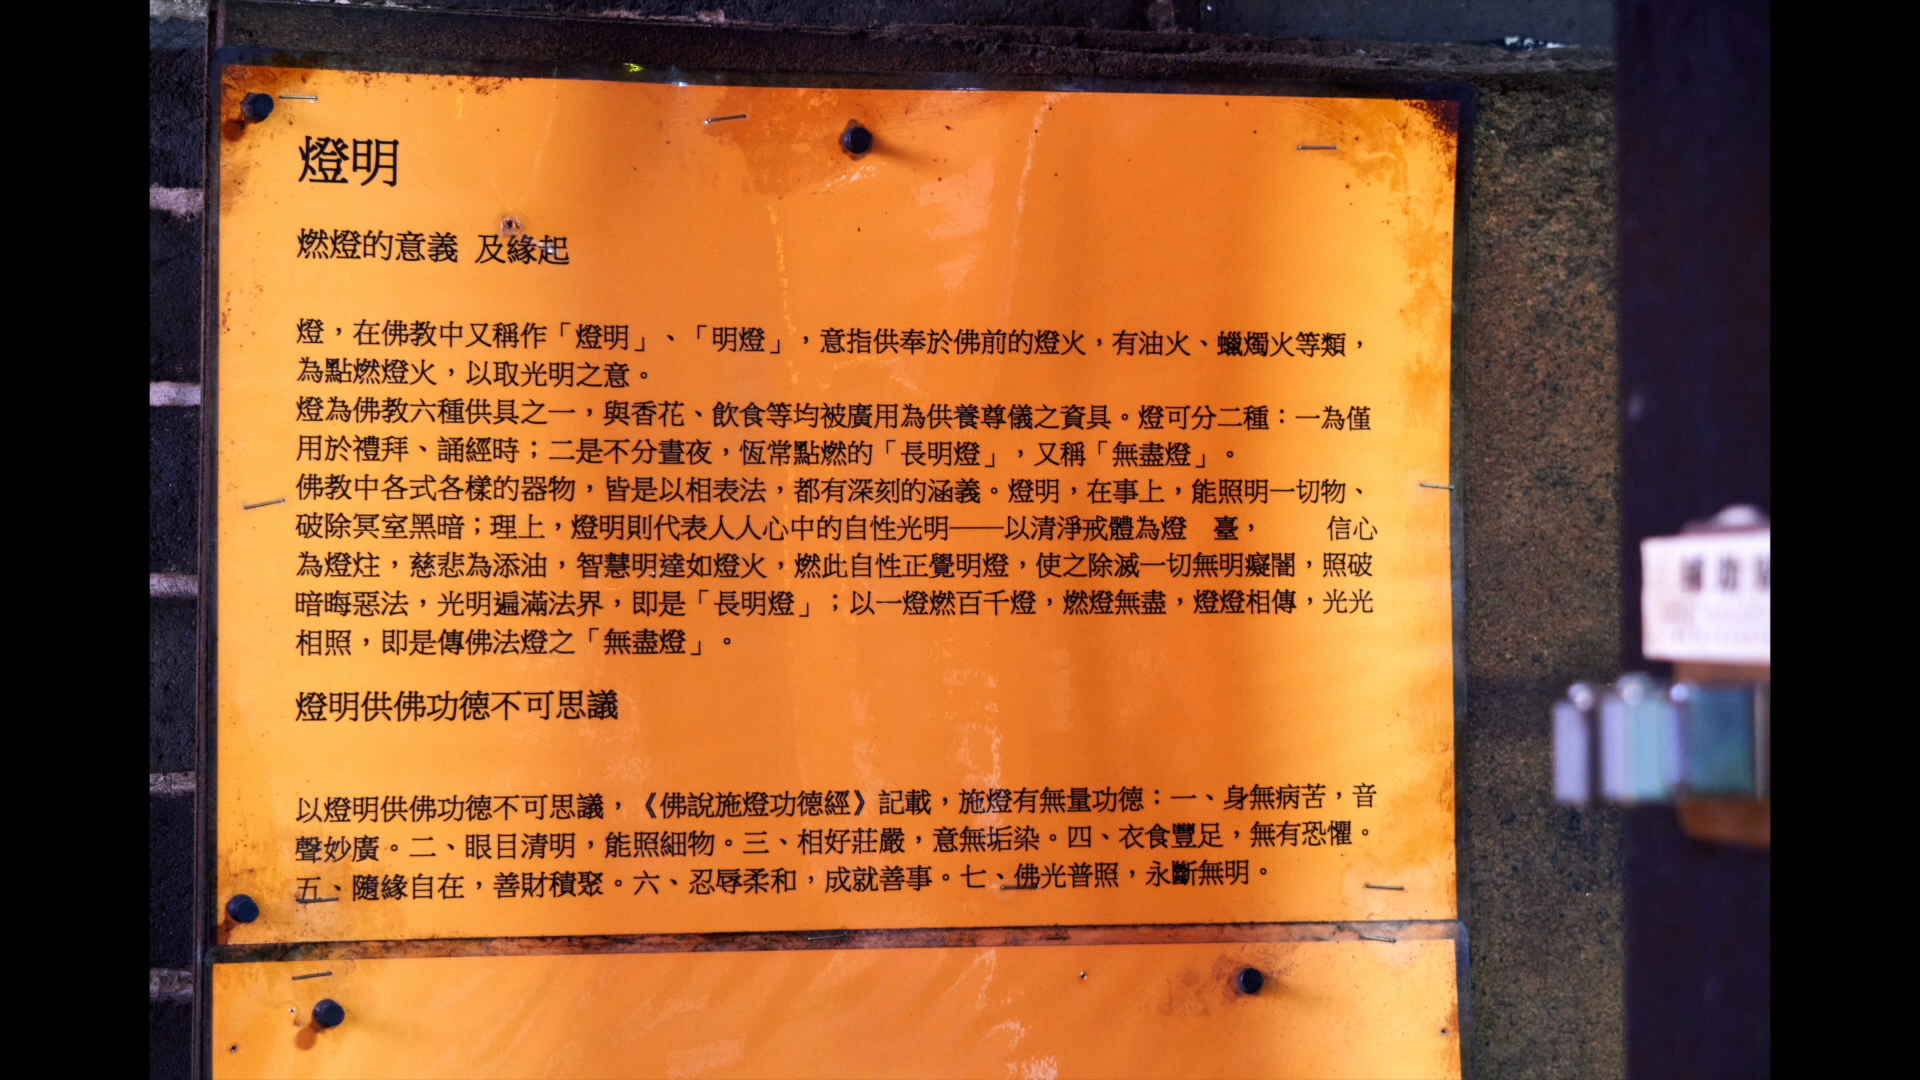 燈明
燃燈的意義 及緣起
燈，在佛教中又稱作「燈明」、「明燈」，意指供奉於佛前的燈火，有油火、蠟燭火等類，
為點燃燈火，以取光明之意。
燈為佛教六種供具之一，與香花、飲食等均被廣用為供養尊儀之資具。燈可分二種：一為僅
用於禮拜、誦經時；二是不分晝夜，恆常點燃的「長明燈」，又稱「無盡燈」。
佛教中各式各樣的器物，皆是以相表法，都有深刻的涵義。燈明，在事上，能照明一切物、
破除冥室黑暗；理上，燈明則代表人人心中的自性光明——以清淨戒體為燈　臺，　　信心
為燈炷，慈悲為添油，智慧明達如燈火，燃此自性正覺明燈，使之除滅一切無明癡闇，照破
暗晦惡法，光明遍滿法界，即是「長明燈」；以一燈燃百千燈，燃燈無盡，燈燈相傳，光光
相照，即是傳佛法燈之「無盡燈」。
燈明供佛功德不可思議
以燈明供佛功德不可思議，《佛說施燈功德經》記載，施燈有無量功德：一、身無病苦，音
聲妙廣。二、眼目清明，能照細物。三、相好莊嚴，意無垢染。四、衣食豐足，無有恐懼。
五、隨緣自在，善財積聚。六、忍辱柔和，成就善事。七、佛光普照，永斷無明。